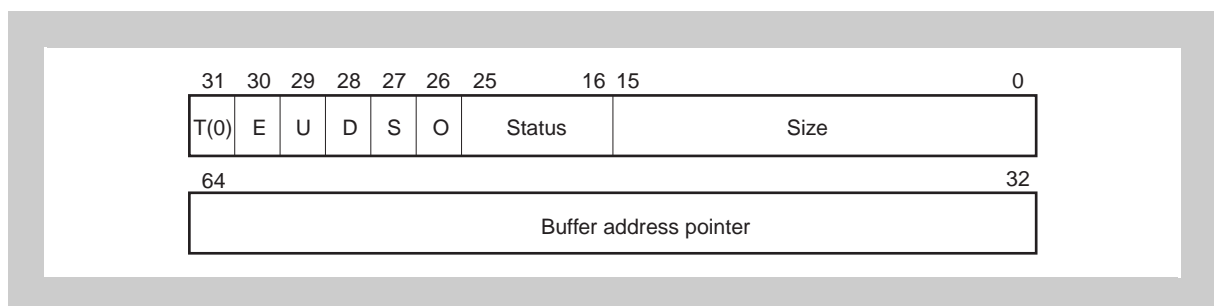 31 30 29 28 27 26 25 16 15 0
T(0) E U D S O Status Size
64 32
Buffer address pointer